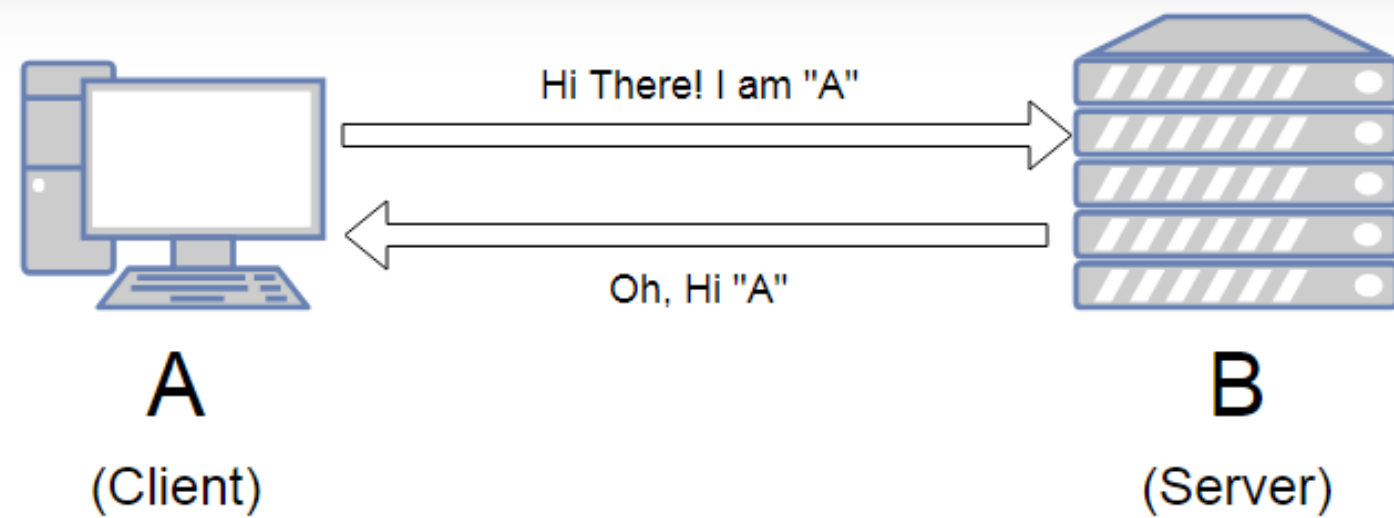 Hi There! I am "A"
Oh, Hi "A"
A
(Client)
B
(Server)